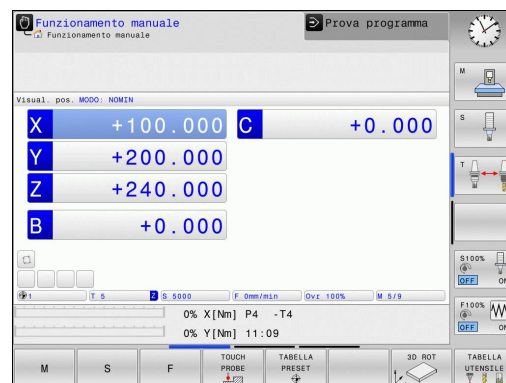 Funzionamento manuale
Funzionamento manuale
Prova programma
Visual. pos. MODO: NOMIN
X +100.000 C +0.000
Y +200.000
Z +240.000
B +0.000
1 T 5 Z S 5000 F 0mm/min Ovr 100% M 5/9
0% X[Nm] P4 -T4
0% Y[Nm] 11:09
M
S
F
TOUCH PROBE
TABELLA PRESET
3D ROT
TABELLA UTENSILE
M
S
T
S100%
OFF ON
F100%
OFF ON